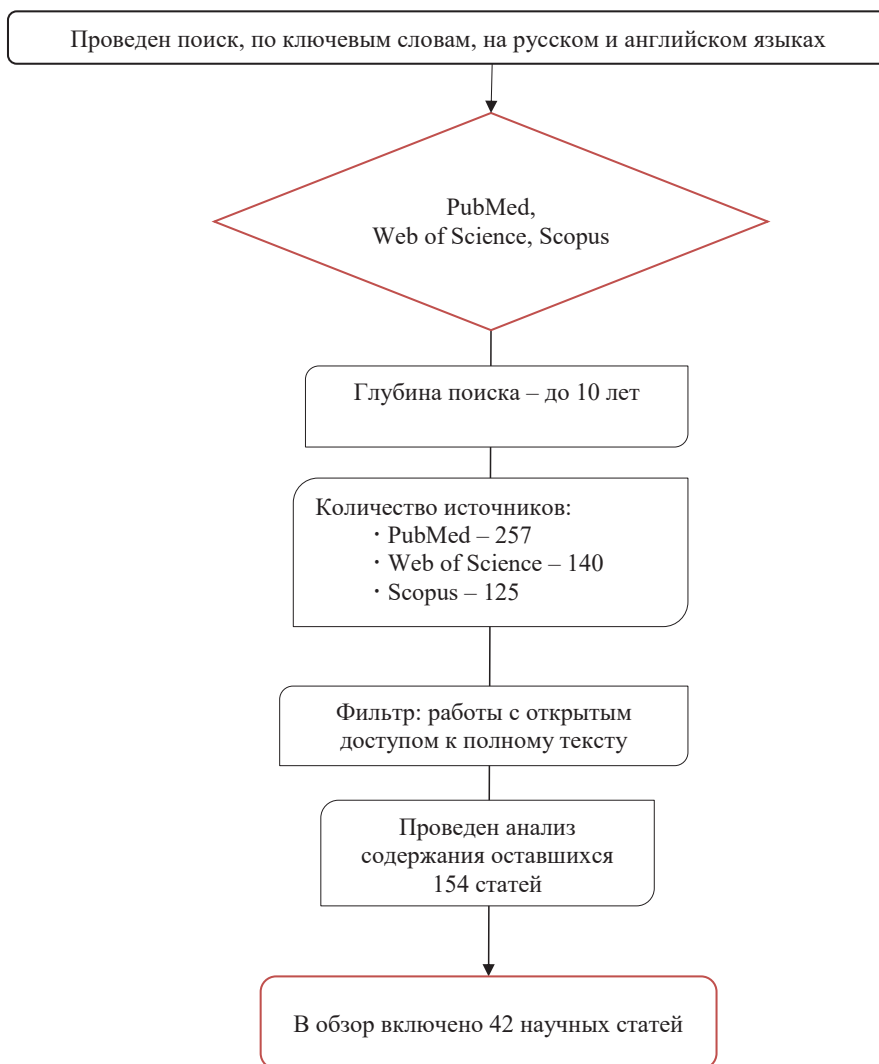 Проведен поиск, по ключевым словам, на русском и английском языках
PubMed,
Web of Science, Scopus
Глубина поиска – до 10 лет
Количество источников:
· PubMed – 257
· Web of Science – 140
· Scopus – 125
Фильтр: работы с открытым
доступом к полному тексту
Проведен анализ
содержания оставшихся
154 статей
В обзор включено 42 научных статей